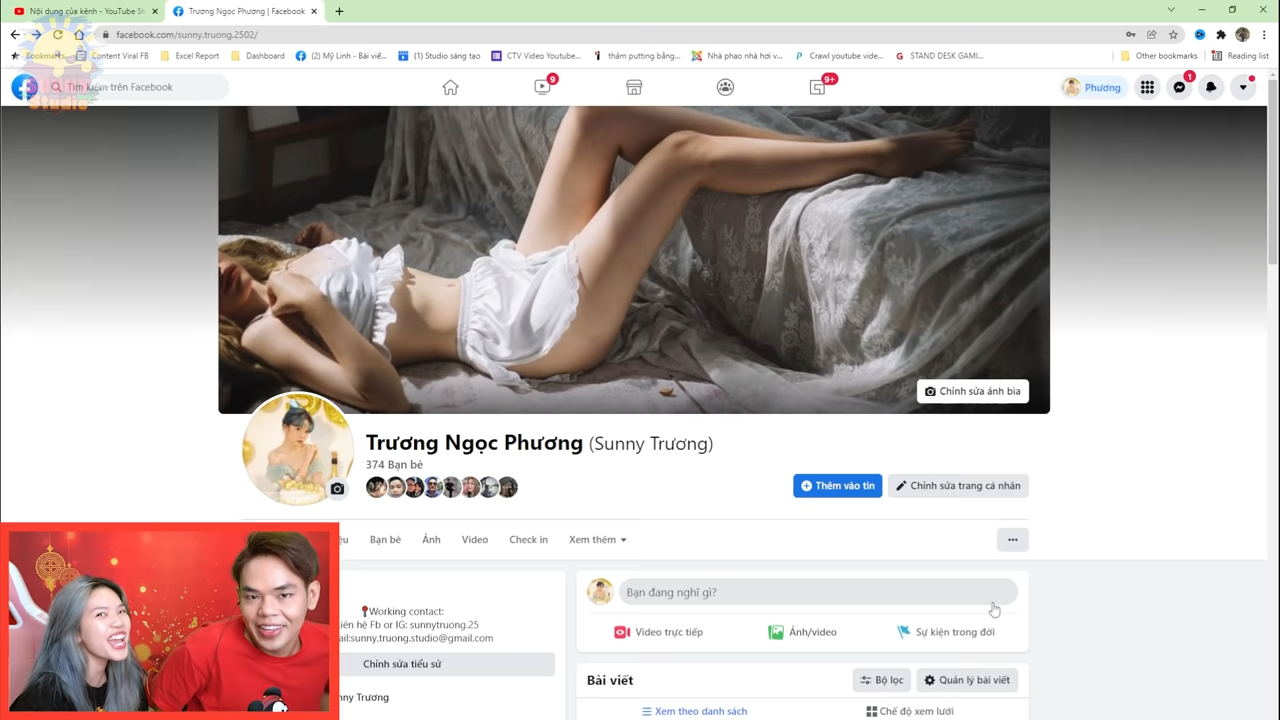 Nội dung của kênh - YouTube St
Trương Ngọc Phương | Facebook
facebook.com/sunny.truong.2502/
Bookmarks
Content Viral FB
Excel Report
Dashboard
(2) Mỹ Linh - Bài viế...
(1) Studio sáng tạo
CTV Video Youtube...
thảm putting bằng...
Nhà phao nhà hơi v...
Crawl youtube vide...
STAND DESK GAMI...
Other bookmarks
Reading list
Tìm kiếm trên Facebook
9
9+
Phương
1
Studio
Chỉnh sửa ảnh bìa
Trương Ngọc Phương (Sunny Trương)
374 Bạn bè
Thêm vào tin
Chỉnh sửa trang cá nhân
Bạn bè
Ảnh
Video
Check in
Xem thêm
Working contact:
iên hệ Fb or IG: sunnytruong.25
ail:sunny.truong.studio@gmail.com
Chỉnh sửa tiểu sử
nny Trương
Bạn đang nghĩ gì?
Video trực tiếp
Ảnh/video
Sự kiện trong đời
Bài viết
Bộ lọc
Quản lý bài viết
Xem theo danh sách
Chế độ xem lưới